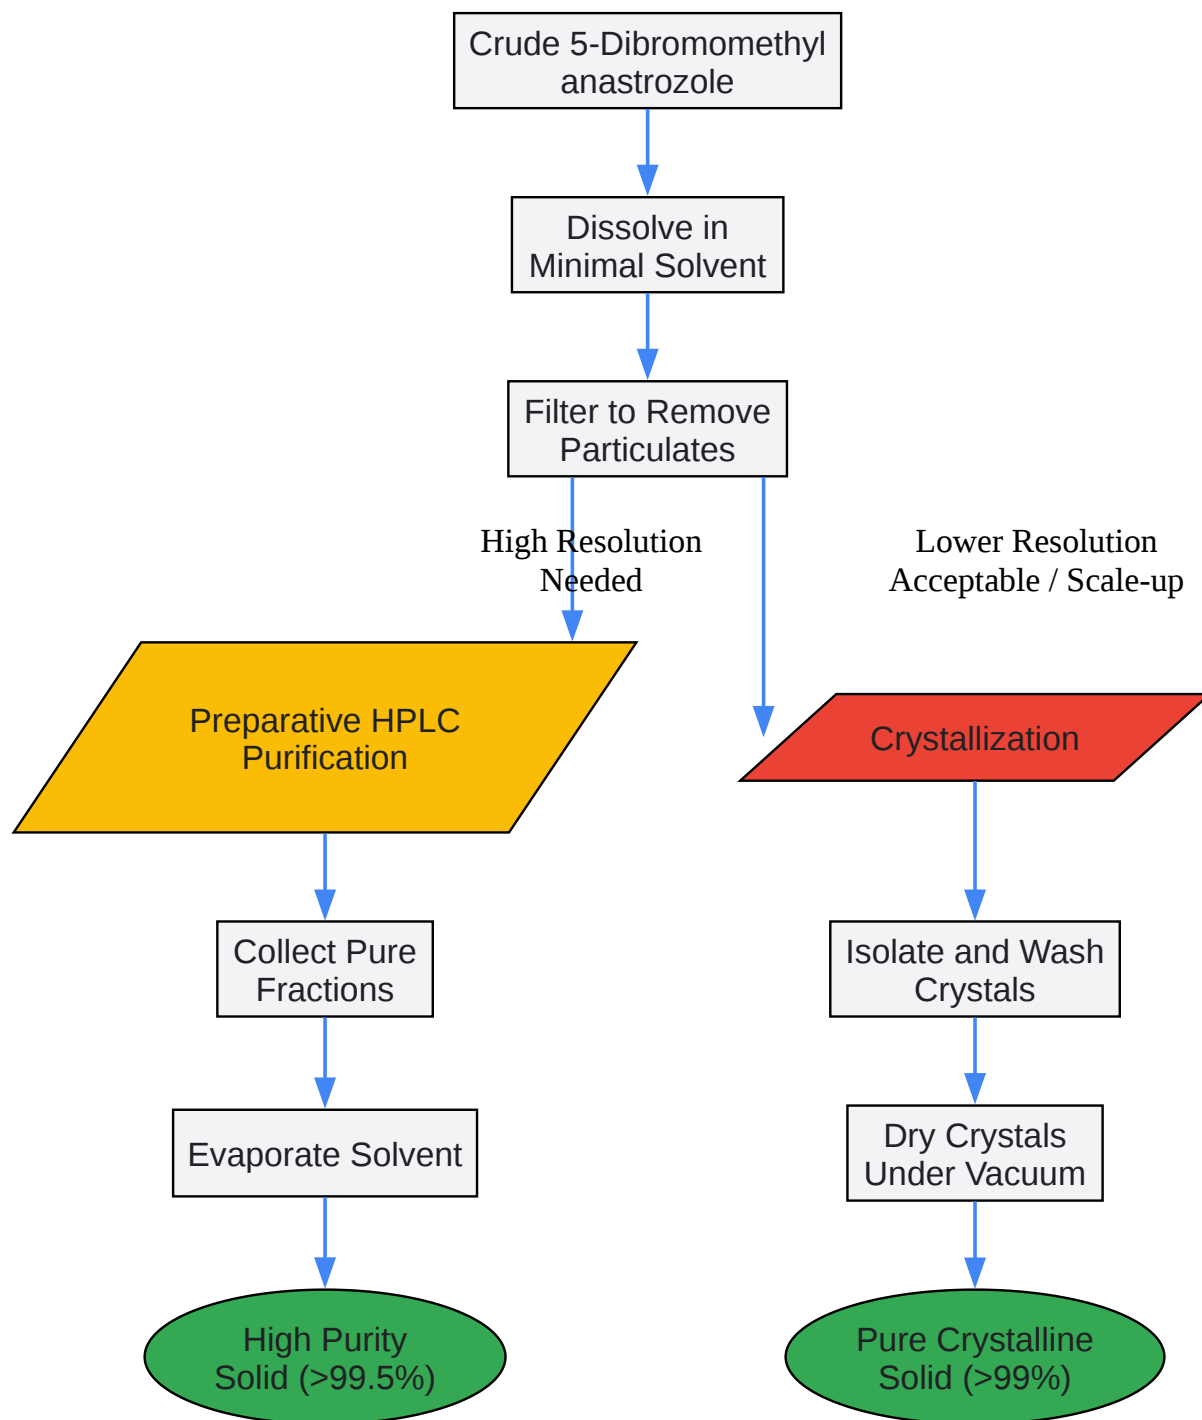 Crude 5-Dibromomethyl
anastrozole
Dissolve in
Minimal Solvent
Filter to Remove
Particulates
High Resolution
Needed
Lower Resolution
Acceptable / Scale-up
Preparative HPLC
Purification
Crystallization
Collect Pure
Fractions
Isolate and Wash
Crystals
Evaporate Solvent
Dry Crystals
Under Vacuum
High Purity
Solid (>99.5%)
Pure Crystalline
Solid (>99%)